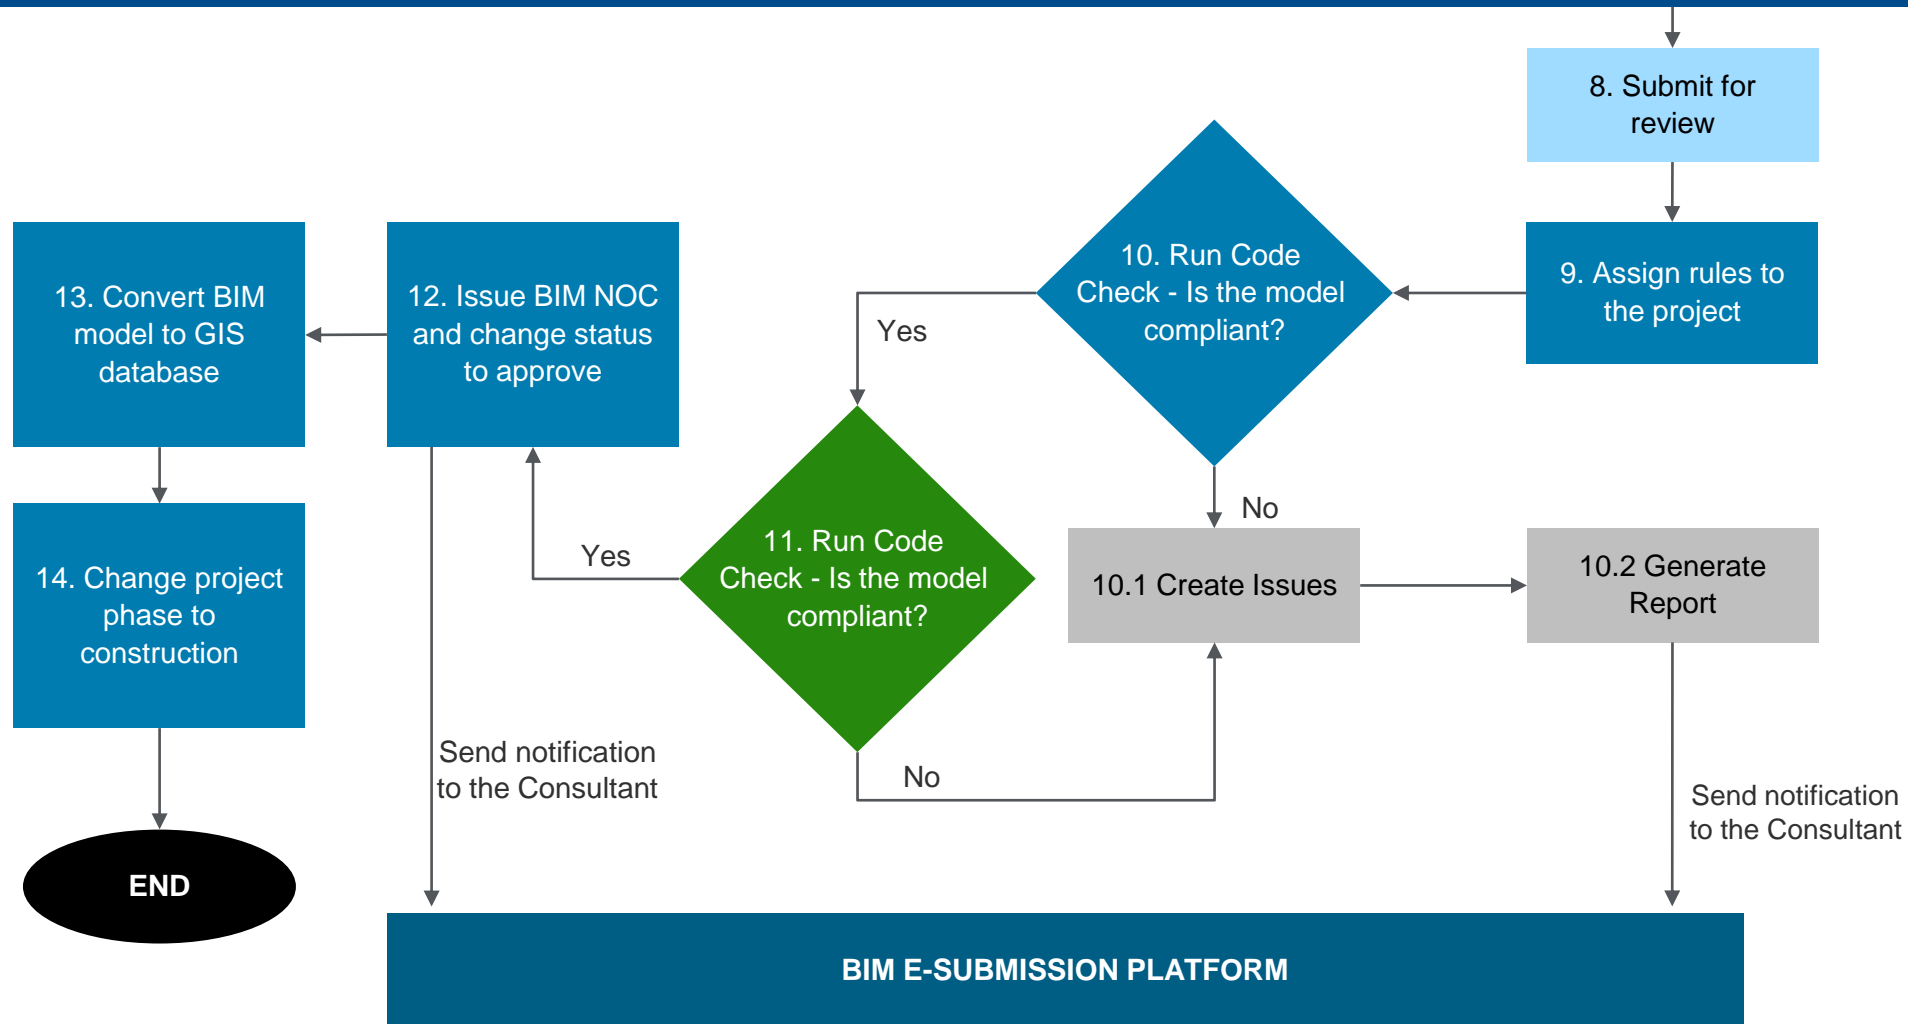 8. Submit for
review
9. Assign rules to
the project
10. Run Code
Check - Is the model
compliant?
Yes
No
10.1 Create Issues
10.2 Generate
Report
Send notification
to the Consultant
11. Run Code
Check - Is the model
compliant?
Yes
No
12. Issue BIM NOC
and change status
to approve
Send notification
to the Consultant
13. Convert BIM
model to GIS
database
14. Change project
phase to
construction
END
BIM E-SUBMISSION PLATFORM